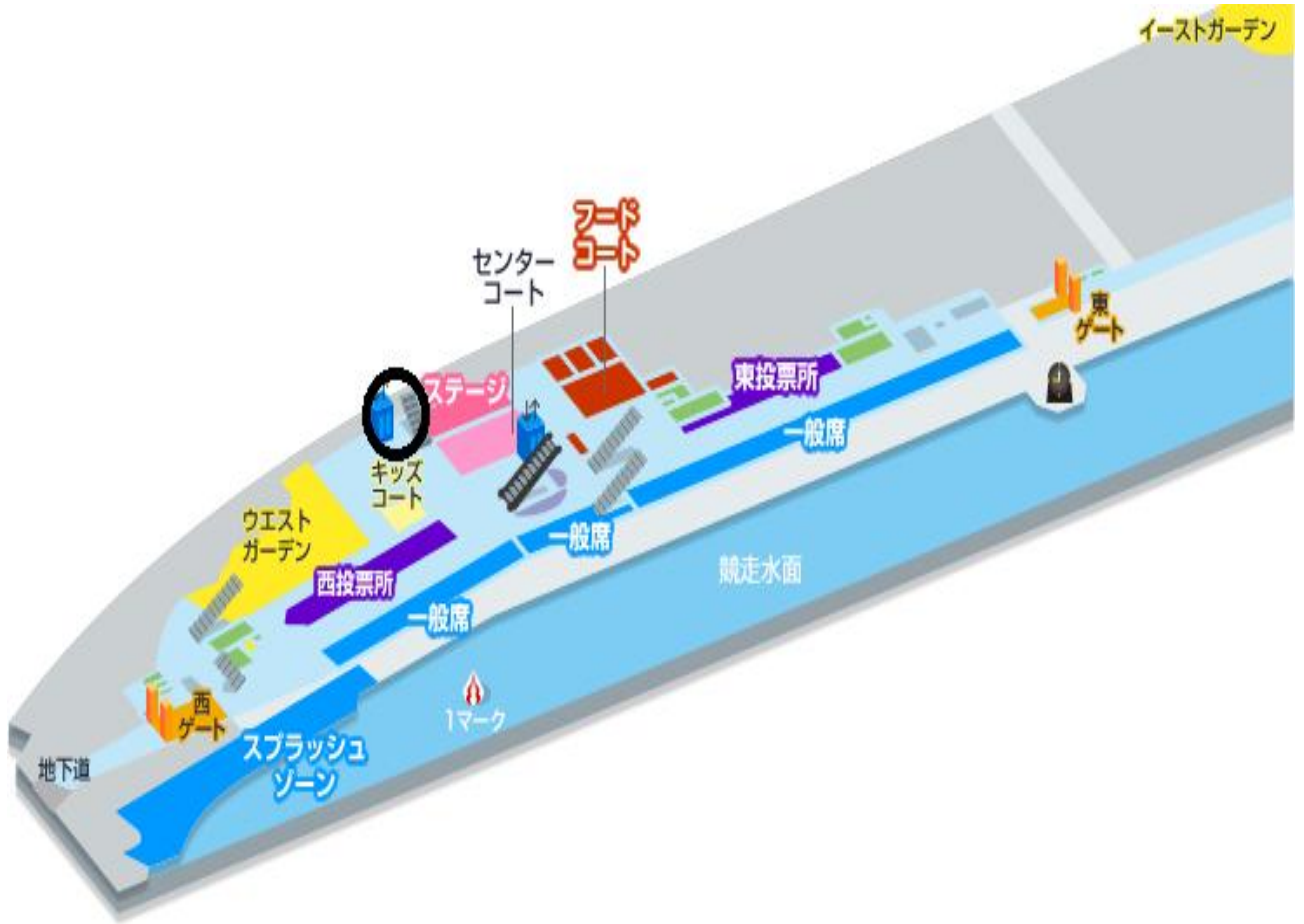 イーストガーデン
フード
コート
センター
コート
東
ゲート
ステージ
東投票所
一般席
キッズ
コート
ウエスト
ガーデン
一般席
競走水面
西投票所
一般席
西
ゲート
1マーク
スプラッシュ
ゾーン
地下道